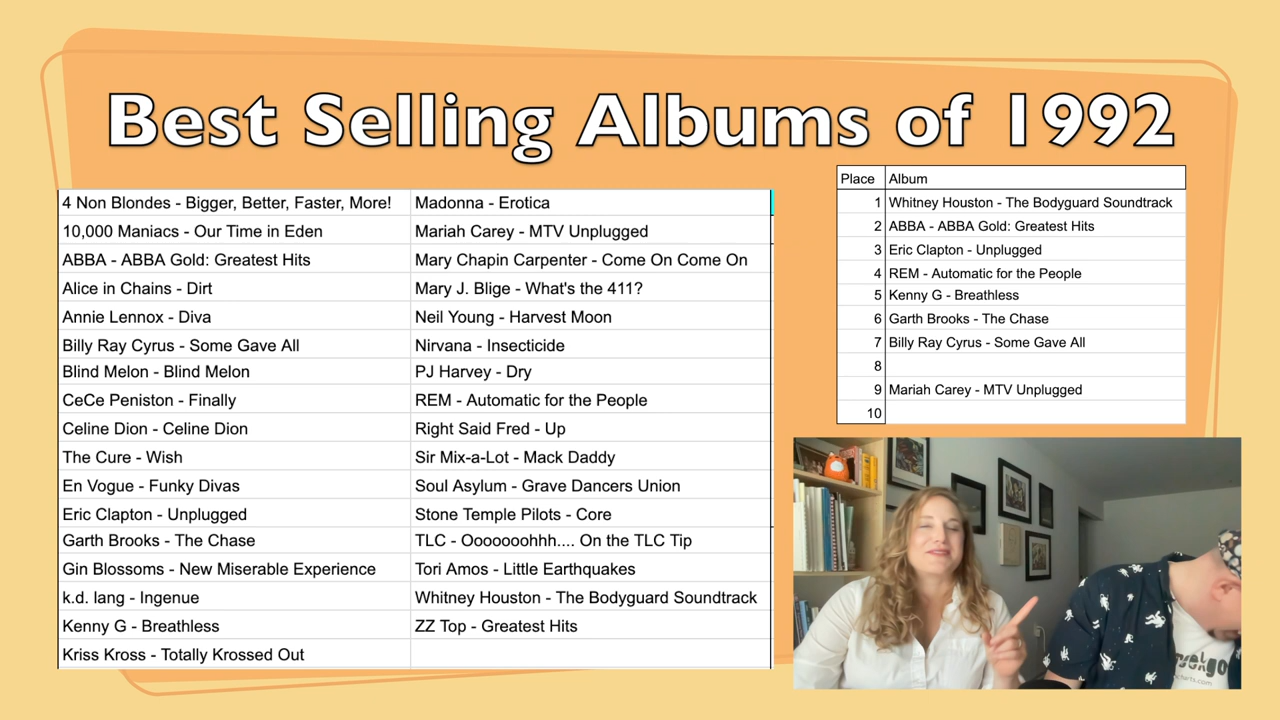 Best Selling Albums of 1992
4 Non Blondes - Bigger, Better, Faster, More!
Madonna - Erotica
10,000 Maniacs - Our Time in Eden
Mariah Carey - MTV Unplugged
ABBA - ABBA Gold: Greatest Hits
Mary Chapin Carpenter - Come On Come On
Alice in Chains - Dirt
Mary J. Blige - What's the 411?
Annie Lennox - Diva
Neil Young - Harvest Moon
Billy Ray Cyrus - Some Gave All
Nirvana - Insecticide
Blind Melon - Blind Melon
PJ Harvey - Dry
CeCe Peniston - Finally
REM - Automatic for the People
Celine Dion - Celine Dion
Right Said Fred - Up
The Cure - Wish
Sir Mix-a-Lot - Mack Daddy
En Vogue - Funky Divas
Soul Asylum - Grave Dancers Union
Eric Clapton - Unplugged
Stone Temple Pilots - Core
Garth Brooks - The Chase
TLC - Ooooooohhh.... On the TLC Tip
Gin Blossoms - New Miserable Experience
Tori Amos - Little Earthquakes
k.d. lang - Ingenue
Whitney Houston - The Bodyguard Soundtrack
Kenny G - Breathless
ZZ Top - Greatest Hits
Kriss Kross - Totally Krossed Out
Place Album
1 Whitney Houston - The Bodyguard Soundtrack
2 ABBA - ABBA Gold: Greatest Hits
3 Eric Clapton - Unplugged
4 REM - Automatic for the People
5 Kenny G - Breathless
6 Garth Brooks - The Chase
7 Billy Ray Cyrus - Some Gave All
8
9 Mariah Carey - MTV Unplugged
10